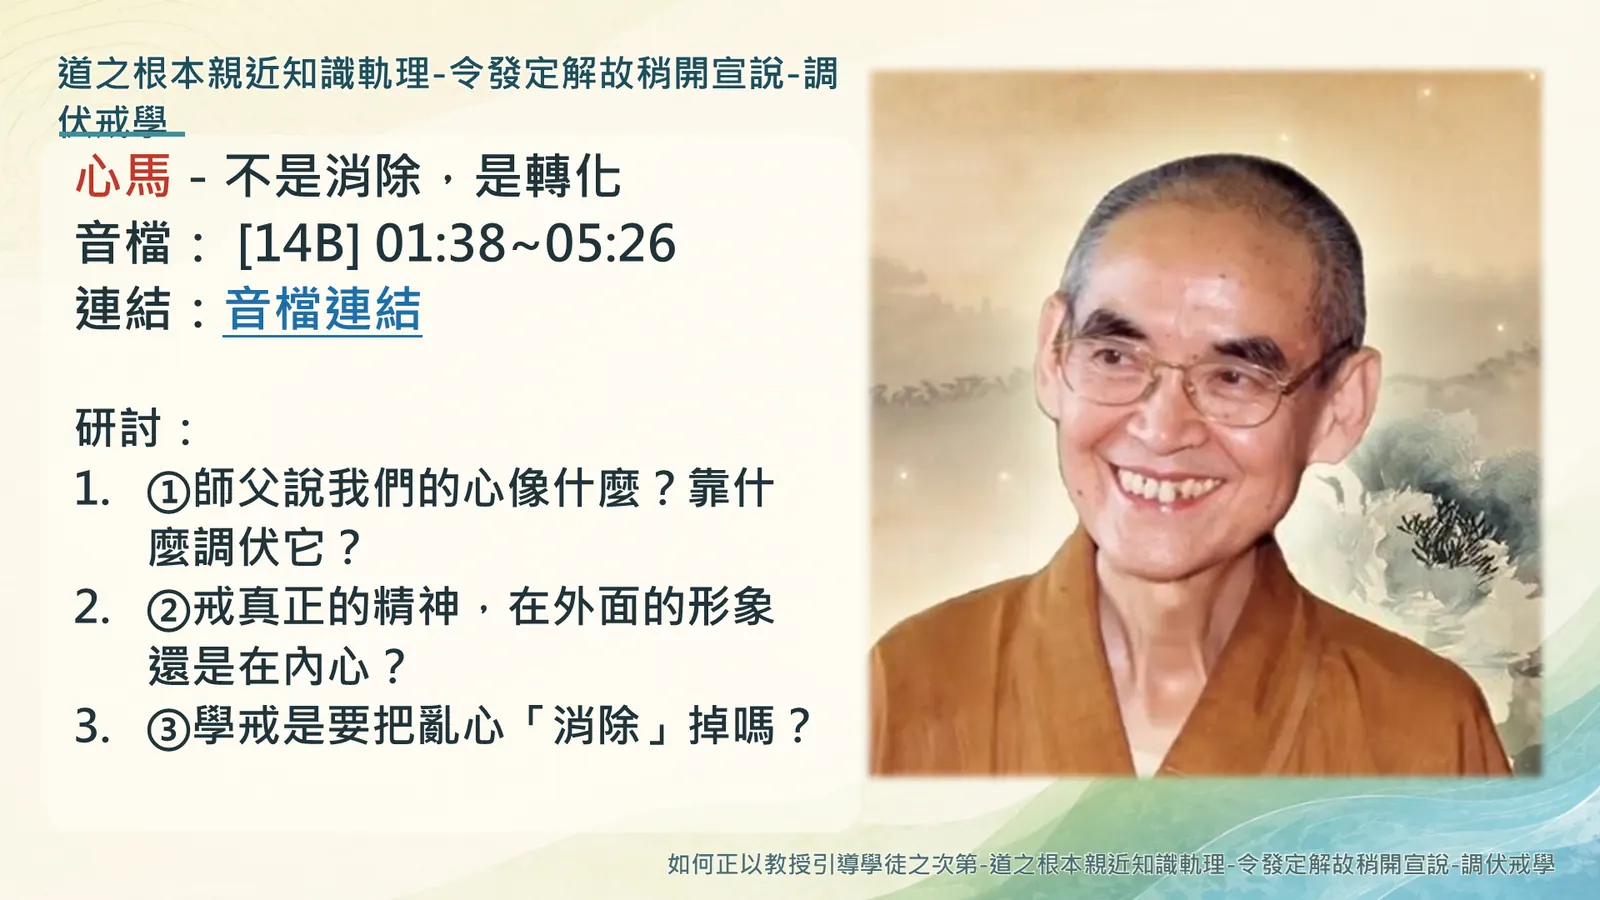 道之根本親近知識軌理-令發定解故稍開宣說-調
伏戒學
心馬 - 不是消除，是轉化
音檔： [14B] 01:38~05:26
連結：音檔連結
研討：
1. ①師父說我們的心像什麼？靠什
麼調伏它？
2. ②戒真正的精神，在外面的形象
還是在內心？
3. ③學戒是要把亂心「消除」掉嗎？
如何正以教授引導學徒之次第-道之根本親近知識軌理-令發定解故稍開宣說-調伏戒學